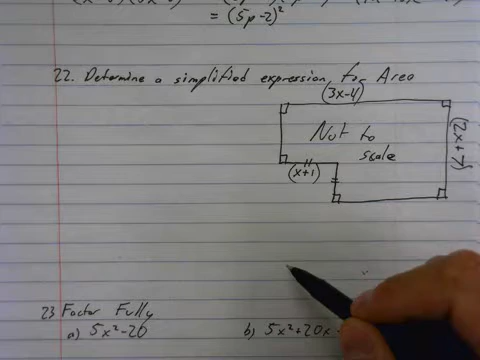 = (5p-2)²
22. Determine a simplified expression for Area
(3x-4)
Not to
scale
(2x+7)
(x+1)
23 Factor Fully
a) 5x²-20
b) 5x²+20x